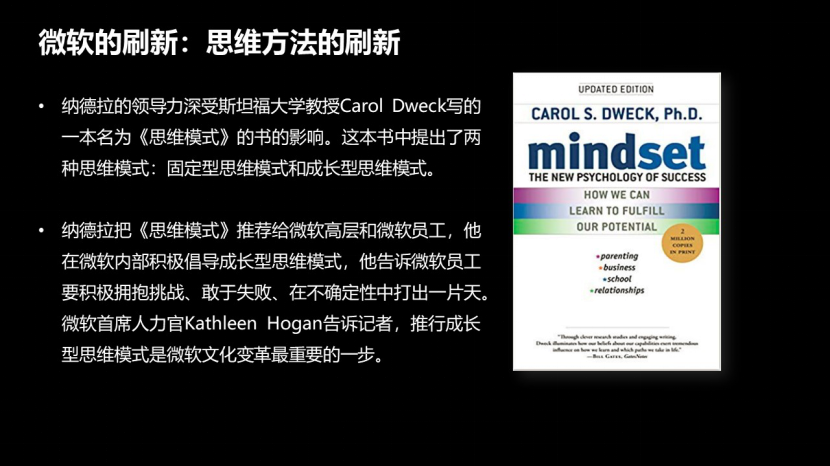 微软的刷新：思维方法的刷新
• 纳德拉的领导力深受斯坦福大学教授Carol Dweck写的
一本名为《思维模式》的书的影响。这本书中提出了两
种思维模式：固定型思维模式和成长型思维模式。
• 纳德拉把《思维模式》推荐给微软高层和微软员工，他
在微软内部积极倡导成长型思维模式，他告诉微软员工
要积极拥抱挑战、敢于失败、在不确定性中打出一片天。
微软首席人力官Kathleen Hogan告诉记者，推行成长
型思维模式是微软文化变革最重要的一步。
UPDATED EDITION
CAROL S. DWECK, Ph.D.
mindset
THE NEW PSYCHOLOGY OF SUCCESS
HOW WE CAN
LEARN TO FULFILL
OUR POTENTIAL
2
MILLION
COPIES
IN PRINT
•parenting
•business
•school
•relationships
"Through clever research studies and engaging writing,
Dweck illuminates how our beliefs about our capabilities exert tremendous
influence on how we learn and which paths we take in life."
—BILL GATES, GatesNotes